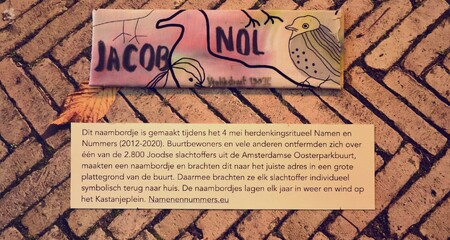 JACOB NOL
Dit naambordje is gemaakt tijdens het 4 mei herdenkingsritueel Namen en
Nummers (2012-2020). Buurtbewoners en vele anderen ontfermden zich over
één van de 2.800 Joodse slachtoffers uit de Amsterdamse Oosterparkbuurt,
maakten een naambordje en brachten dit naar het juiste adres in een grote
plattegrond van de buurt. Daarmee brachten ze elk slachtoffer individueel
symbolisch terug naar huis. De naambordjes lagen elk jaar in weer en wind op
het Kastanjeplein. Namenennummers.eu